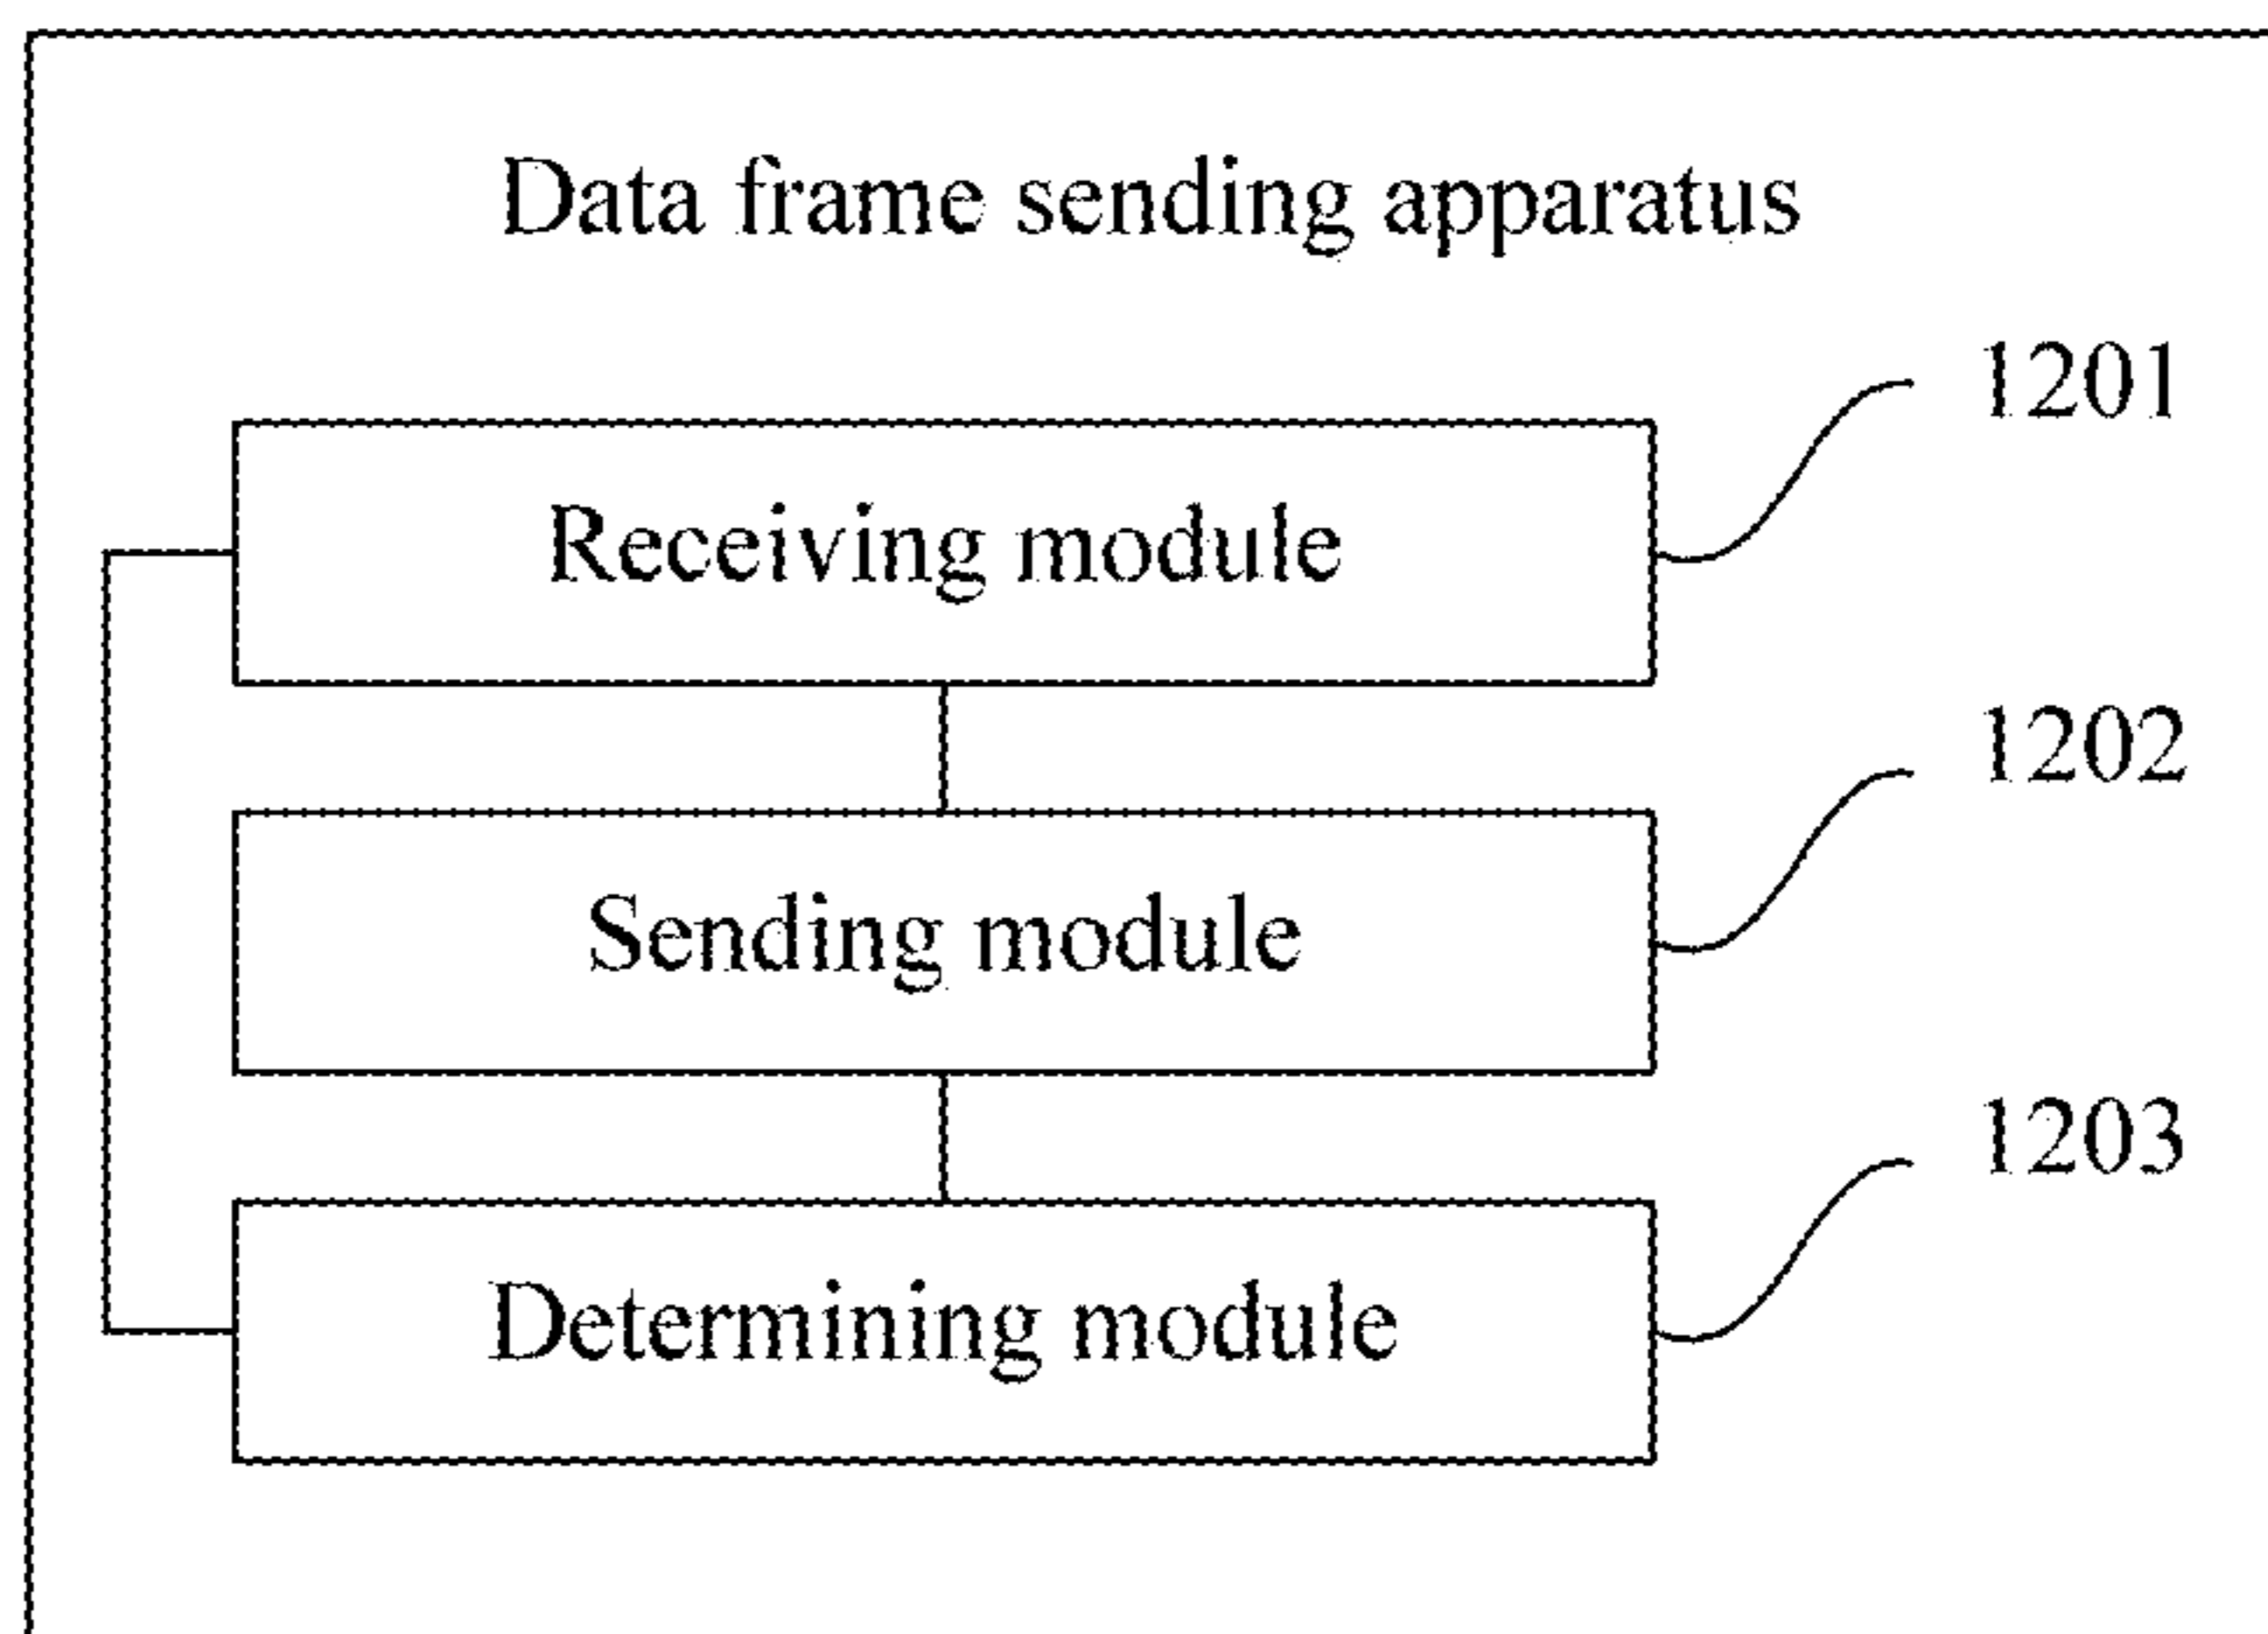 Data frame sending apparatus
1201
Receiving module
1202
Sending module
1203
Determining module